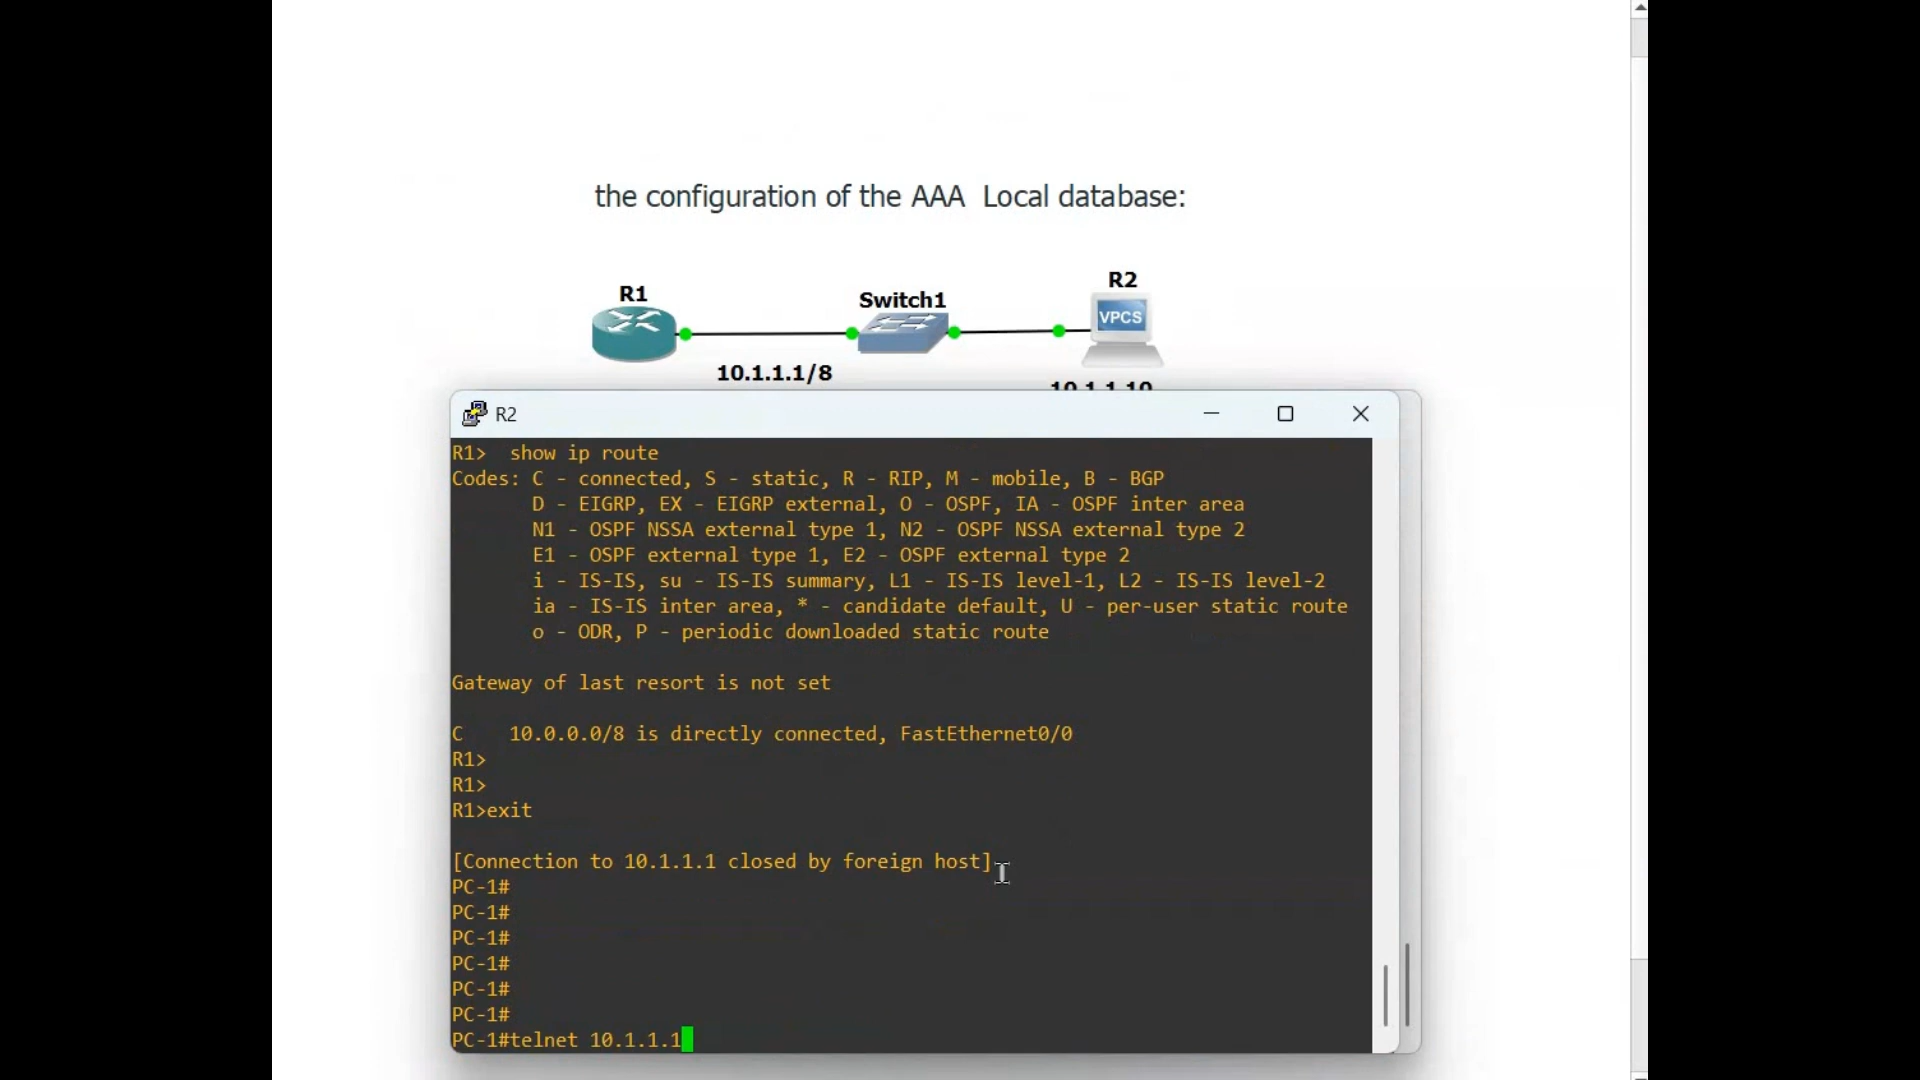 the configuration of the AAA  Local database:
R1
Switch1
R2
VPCS
10.1.1.1/8
10.1.1.10
R2
R1>  show ip route
Codes: C - connected, S - static, R - RIP, M - mobile, B - BGP
       D - EIGRP, EX - EIGRP external, O - OSPF, IA - OSPF inter area
       N1 - OSPF NSSA external type 1, N2 - OSPF NSSA external type 2
       E1 - OSPF external type 1, E2 - OSPF external type 2
       i - IS-IS, su - IS-IS summary, L1 - IS-IS level-1, L2 - IS-IS level-2
       ia - IS-IS inter area, * - candidate default, U - per-user static route
       o - ODR, P - periodic downloaded static route
Gateway of last resort is not set
C    10.0.0.0/8 is directly connected, FastEthernet0/0
R1>
R1>
R1>exit
[Connection to 10.1.1.1 closed by foreign host]
PC-1#
PC-1#
PC-1#
PC-1#
PC-1#
PC-1#
PC-1#telnet 10.1.1.1